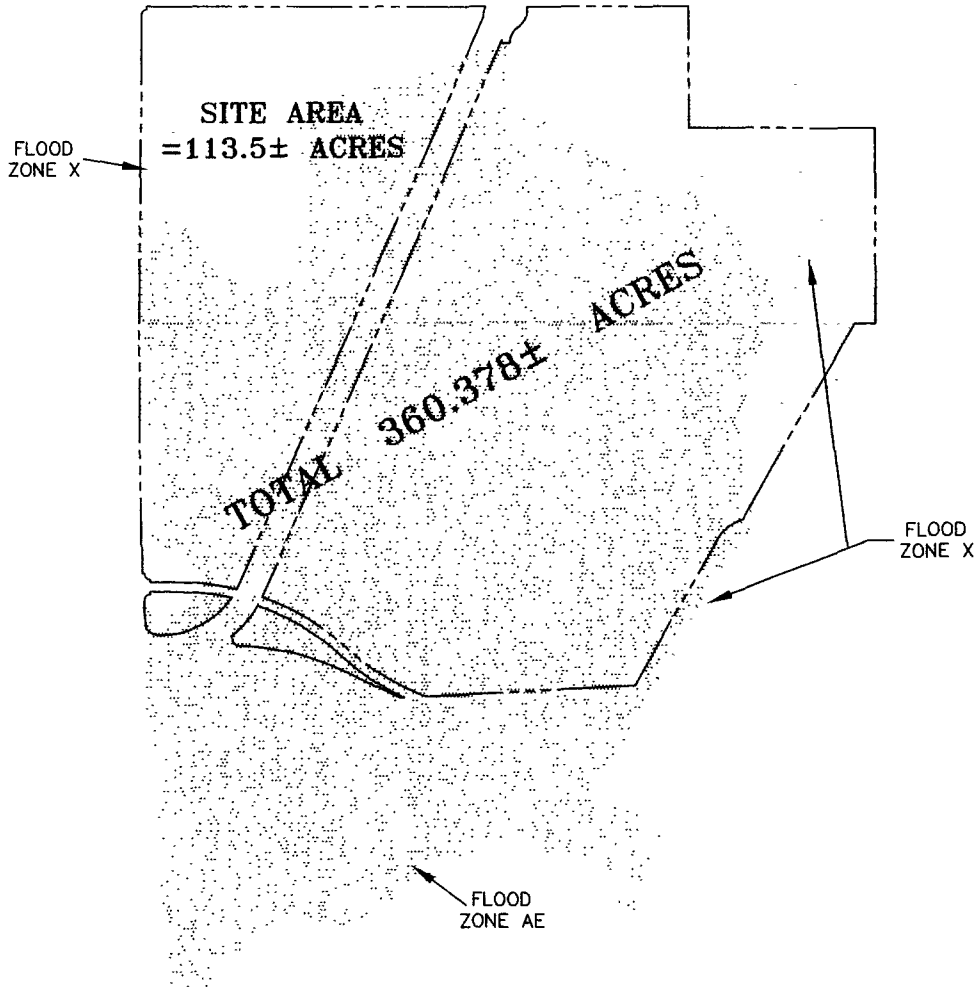 SITE AREA
=113.5± ACRES
FLOOD
ZONE X
TOTAL 360.378± ACRES
FLOOD
ZONE X
FLOOD
ZONE AE